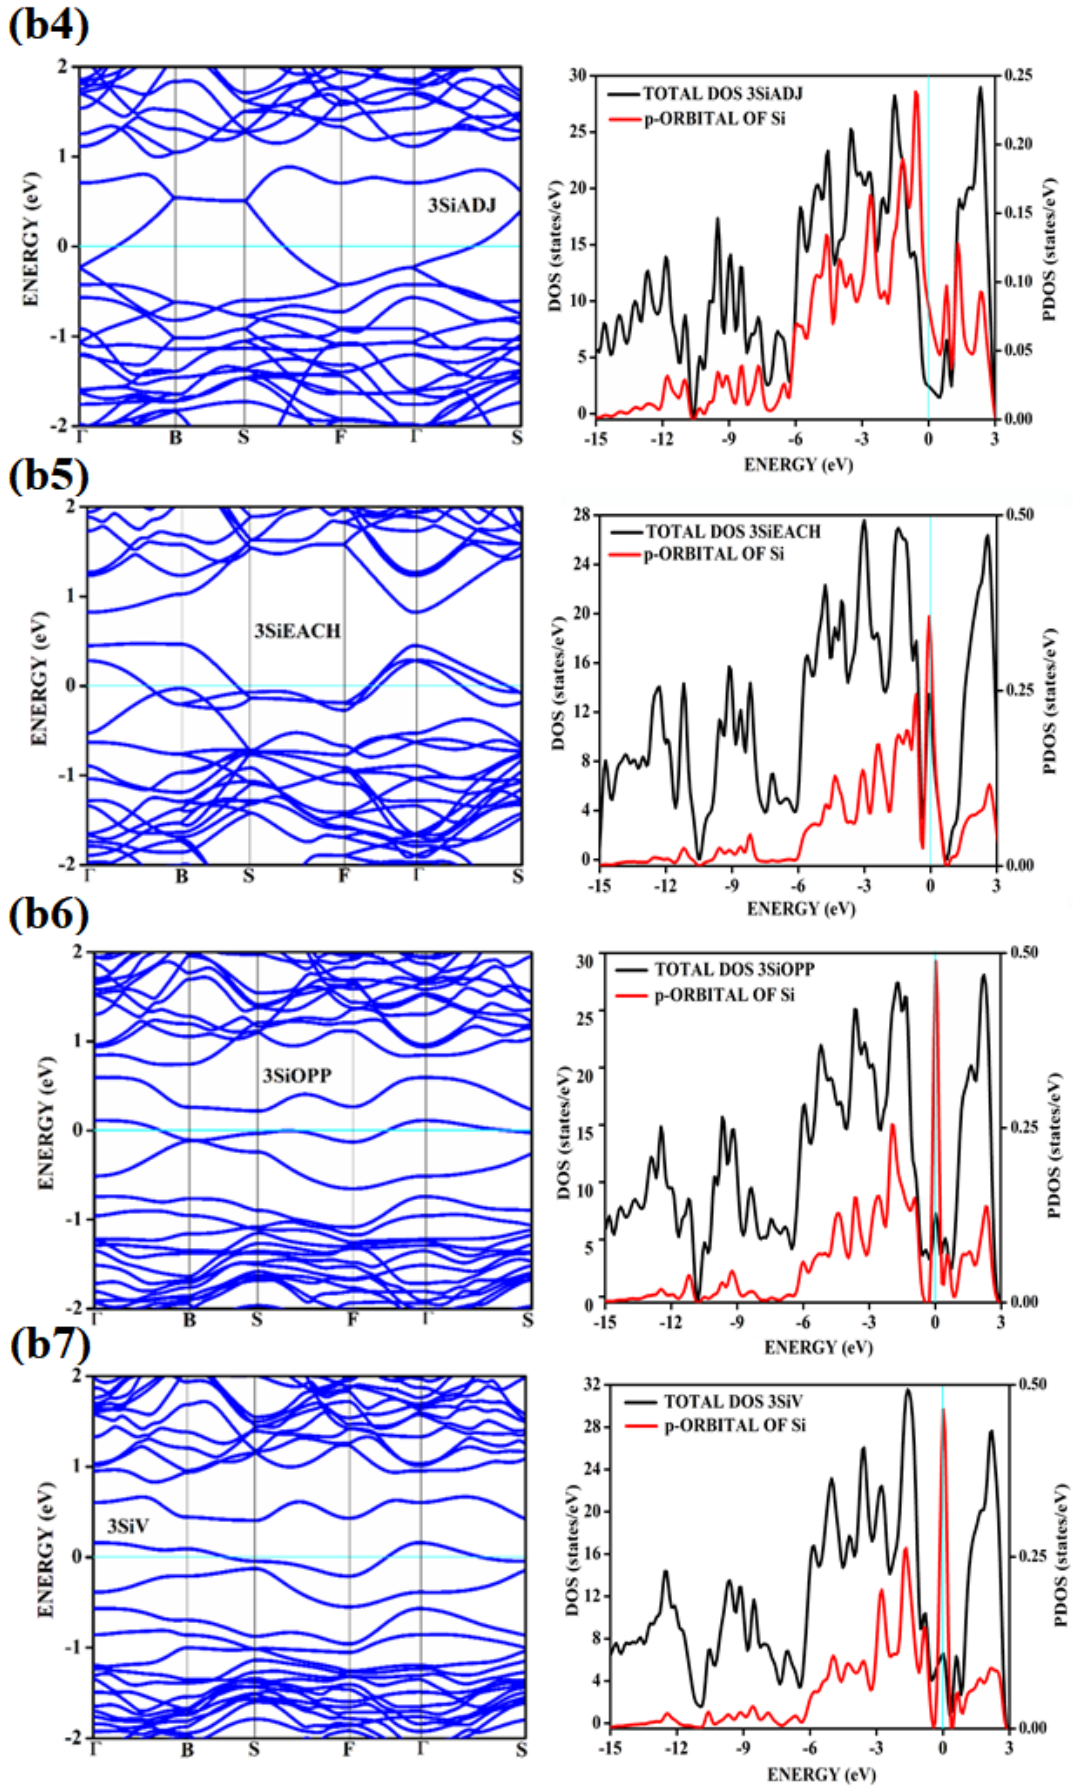 (b4)
2
1
0
-1
-2
ENERGY (eV)
3SiADJ
Γ B S F Γ S
30
25
20
15
10
5
0
DOS (states/eV)
TOTAL DOS 3SiADJ
p-ORBITAL OF Si
0.25
0.20
0.15
0.10
0.05
0.00
PDOS (states/eV)
-15 -12 -9 -6 -3 0 3
ENERGY (eV)
(b5)
2
1
0
-1
-2
ENERGY (eV)
3SiEACH
Γ B S F Γ S
28
24
20
16
12
8
4
0
DOS (states/eV)
TOTAL DOS 3SiEACH
p-ORBITAL OF Si
0.50
0.25
0.00
PDOS (states/eV)
-15 -12 -9 -6 -3 0 3
ENERGY (eV)
(b6)
2
1
0
-1
-2
ENERGY (eV)
3SiOPP
Γ B S F Γ S
30
25
20
15
10
5
0
DOS (states/eV)
TOTAL DOS 3SiOPP
p-ORBITAL OF Si
0.50
0.25
0.00
PDOS (states/eV)
-15 -12 -9 -6 -3 0 3
ENERGY (eV)
(b7)
2
1
0
-1
-2
ENERGY (eV)
3SiV
Γ B S F Γ S
32
28
24
20
16
12
8
4
0
DOS (states/eV)
TOTAL DOS 3SiV
p-ORBITAL OF Si
0.50
0.25
0.00
PDOS (states/eV)
-15 -12 -9 -6 -3 0 3
ENERGY (eV)